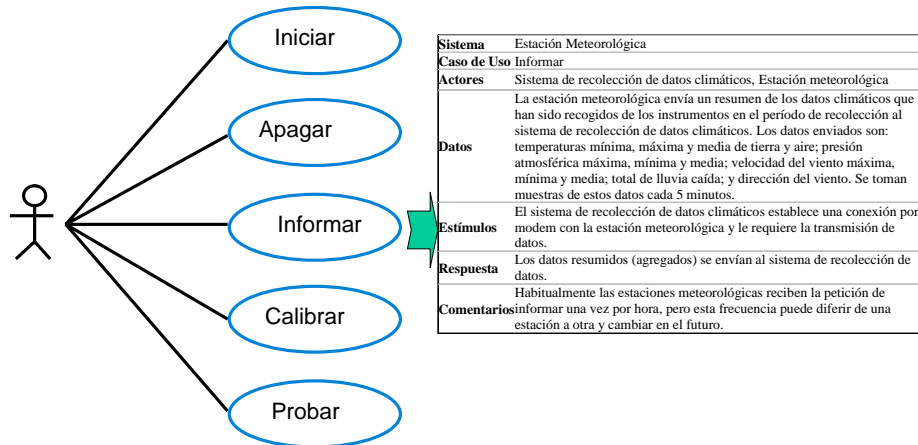 Iniciar
Apagar
Informar
Calibrar
Probar
Sistema Estación Meteorológica
Caso de Uso Informar
Actores Sistema de recolección de datos climáticos, Estación meteorológica
Datos La estación meteorológica envía un resumen de los datos climáticos que
han sido recogidos de los instrumentos en el período de recolección al
sistema de recolección de datos climáticos. Los datos enviados son:
temperaturas mínima, máxima y media de tierra y aire; presión
atmosférica máxima, mínima y media; velocidad del viento máxima,
mínima y media; total de lluvia caída; y dirección del viento. Se toman
muestras de estos datos cada 5 minutos.
Estímulos El sistema de recolección de datos climáticos establece una conexión por
modem con la estación meteorológica y le requiere la transmisión de
datos.
Respuesta Los datos resumidos (agregados) se envían al sistema de recolección de
datos.
Comentarios Habitualmente las estaciones meteorológicas reciben la petición de
informar una vez por hora, pero esta frecuencia puede diferir de una
estación a otra y cambiar en el futuro.